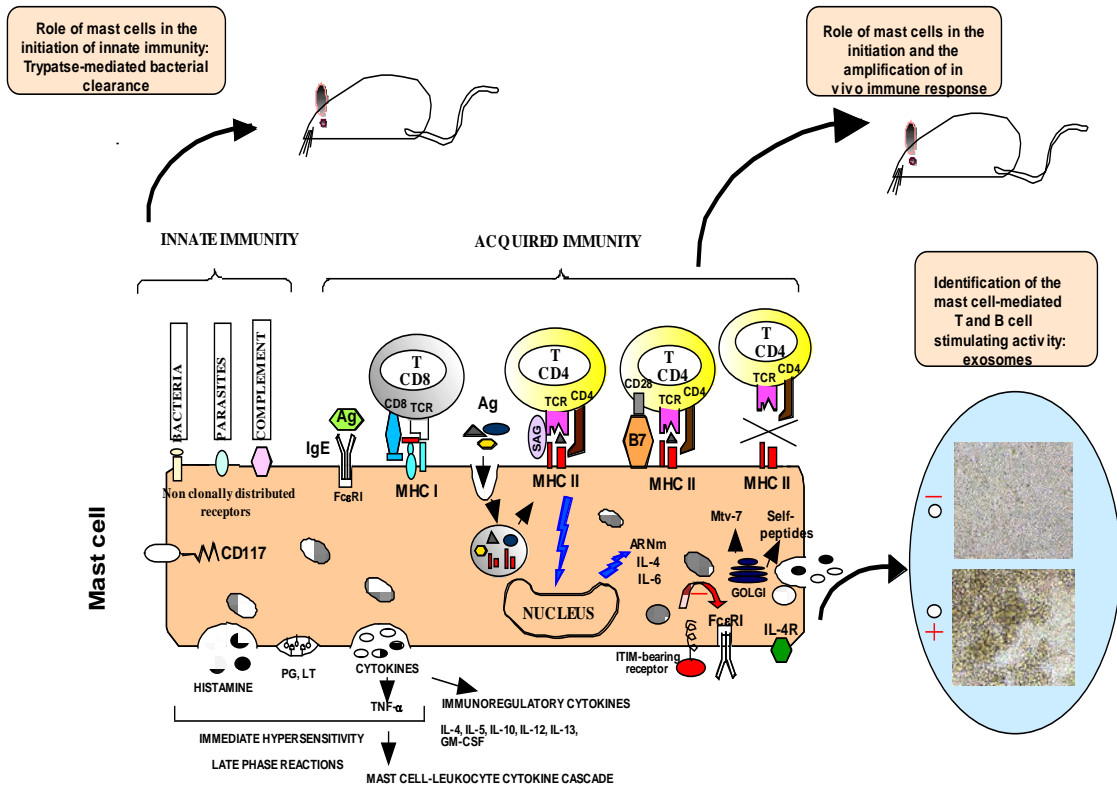 Role of mast cells in the
initiation of innate immunity:
Trypatse-mediated bacterial
clearance
Role of mast cells in the
initiation and the
amplification of in
vivo immune response
INNATE IMMUNITY
ACQUIRED IMMUNITY
Identification of the
mast cell-mediated
T and B cell
stimulating activity:
exosomes
BACTERIA
PARASITES
COMPLEMENT
Ag
IgE
FcεRI
T
CD8
CD8
TCR
MHC I
Ag
T
CD4
TCR
CD4
SAG
MHC II
T
CD4
CD28
TCR
CD4
B7
MHC II
T
CD4
TCR
CD4
MHC II
Non clonally distributed
receptors
Mast cell
CD117
NUCLEUS
ARNm
IL-4
IL-6
Mtv-7
Self-
peptides
GOLGI
FcεRI
IL-4R
ITIM-bearing
receptor
–
–
+
HISTAMINE
PG, LT
CYTOKINES
TNF-α
IMMUNOREGULATORY CYTOKINES
IL-4, IL-5, IL-10, IL-12, IL-13,
GM-CSF
IMMEDIATE HYPERSENSITIVITY
LATE PHASE REACTIONS
MAST CELL-LEUKOCYTE CYTOKINE CASCADE